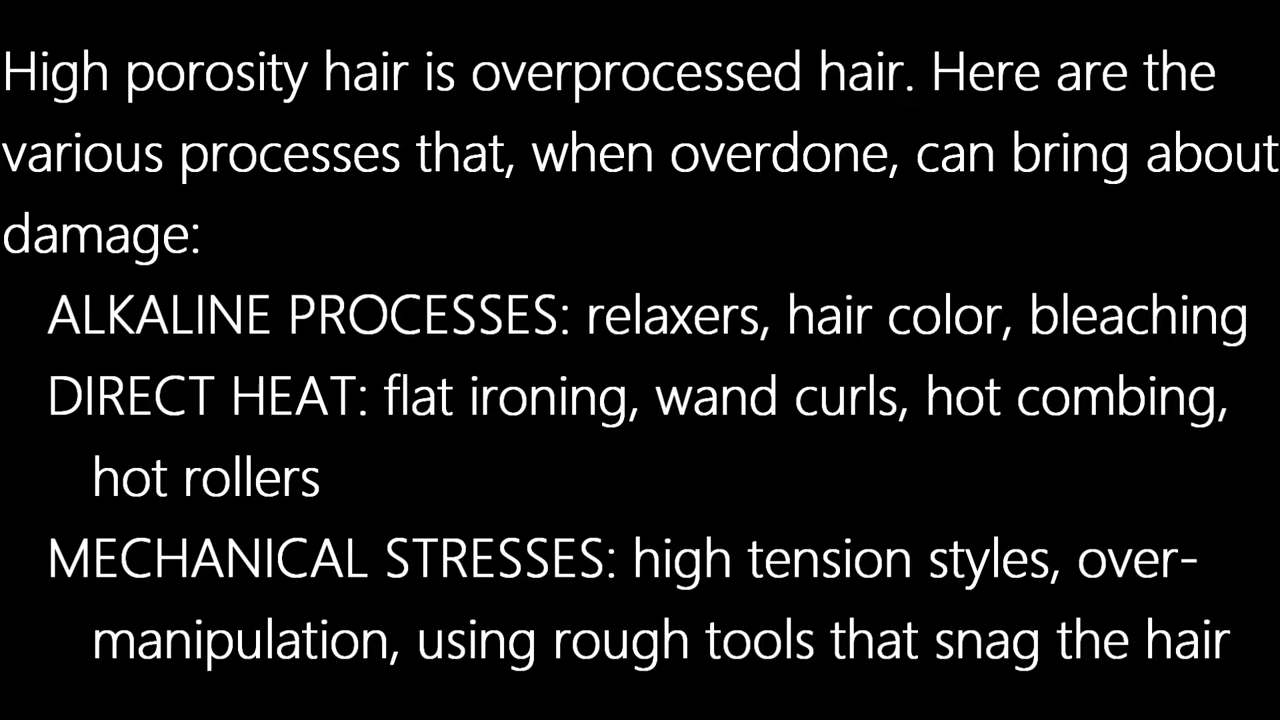 High porosity hair is overprocessed hair. Here are the
various processes that, when overdone, can bring about
damage:
ALKALINE PROCESSES: relaxers, hair color, bleaching
DIRECT HEAT: flat ironing, wand curls, hot combing,
hot rollers
MECHANICAL STRESSES: high tension styles, over-
manipulation, using rough tools that snag the hair